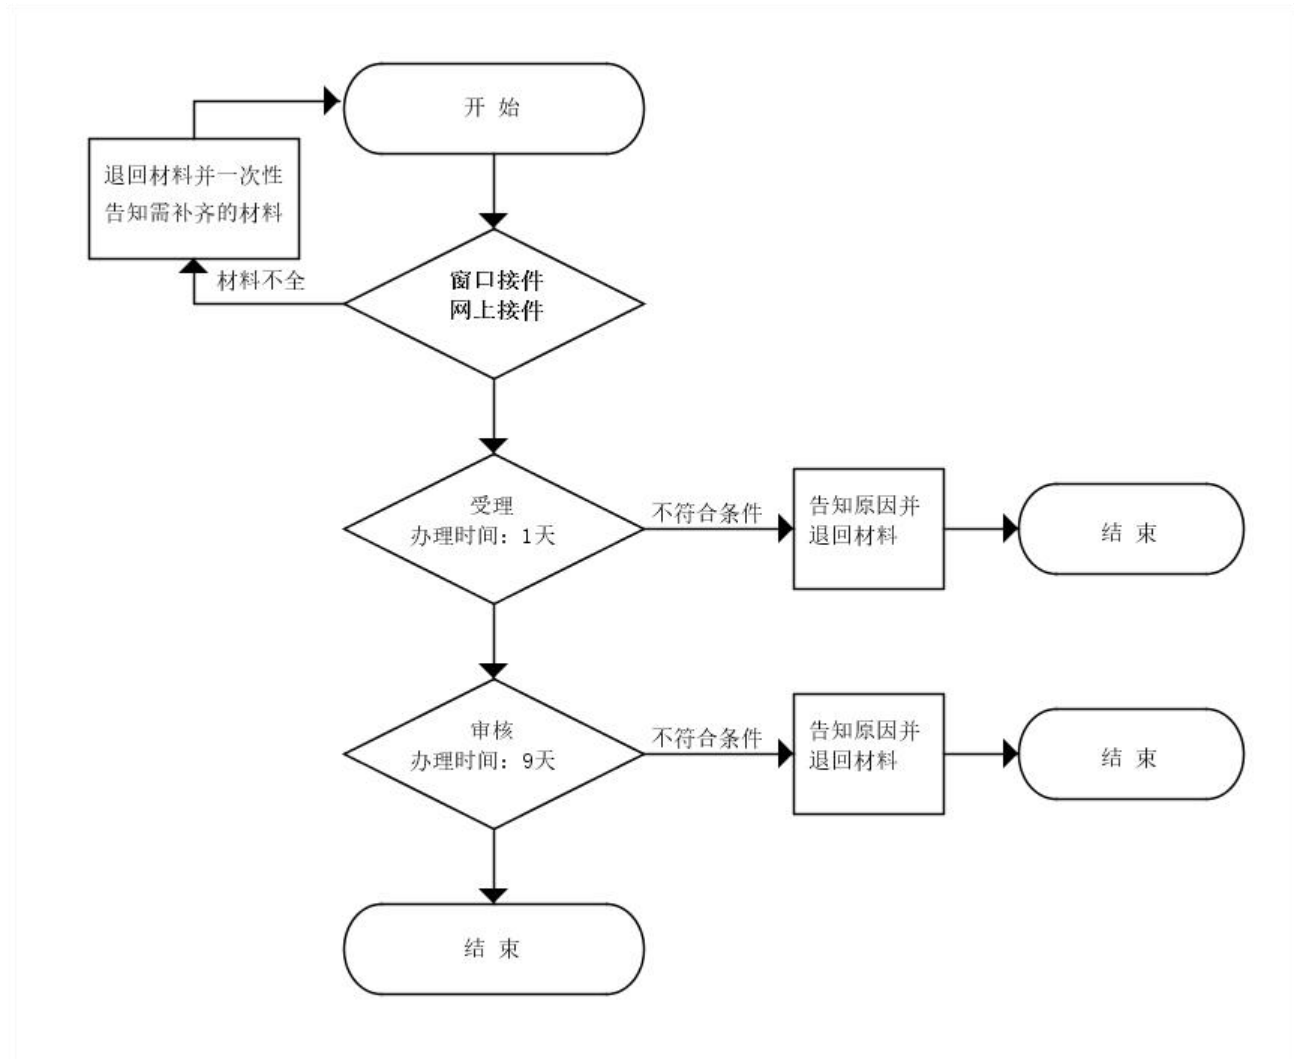 开 始
退回材料并一次性
告知需补齐的材料
材料不全
窗口接件
网上接件
受理
办理时间：1天
不符合条件
告知原因并
退回材料
结 束
审核
办理时间：9天
不符合条件
告知原因并
退回材料
结 束
结 束